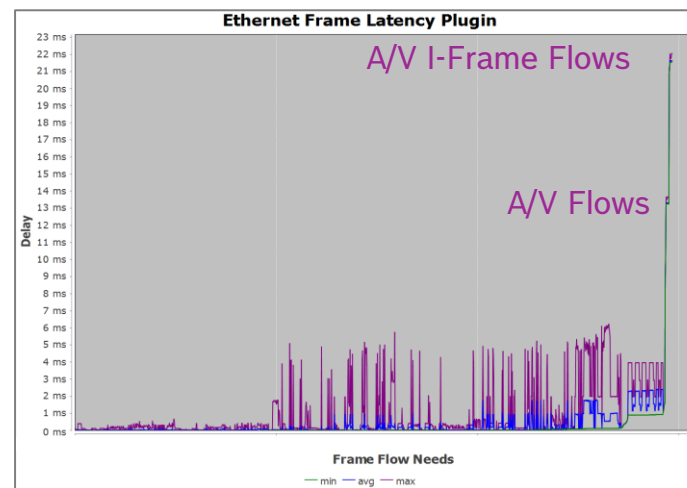 Ethernet Frame Latency Plugin
23 ms
22 ms
21 ms
20 ms
19 ms
18 ms
17 ms
16 ms
15 ms
14 ms
13 ms
12 ms
11 ms
10 ms
9 ms
8 ms
7 ms
6 ms
5 ms
4 ms
3 ms
2 ms
1 ms
0 ms
Delay
A/V I-Frame Flows
A/V Flows
Frame Flow Needs
min avg max